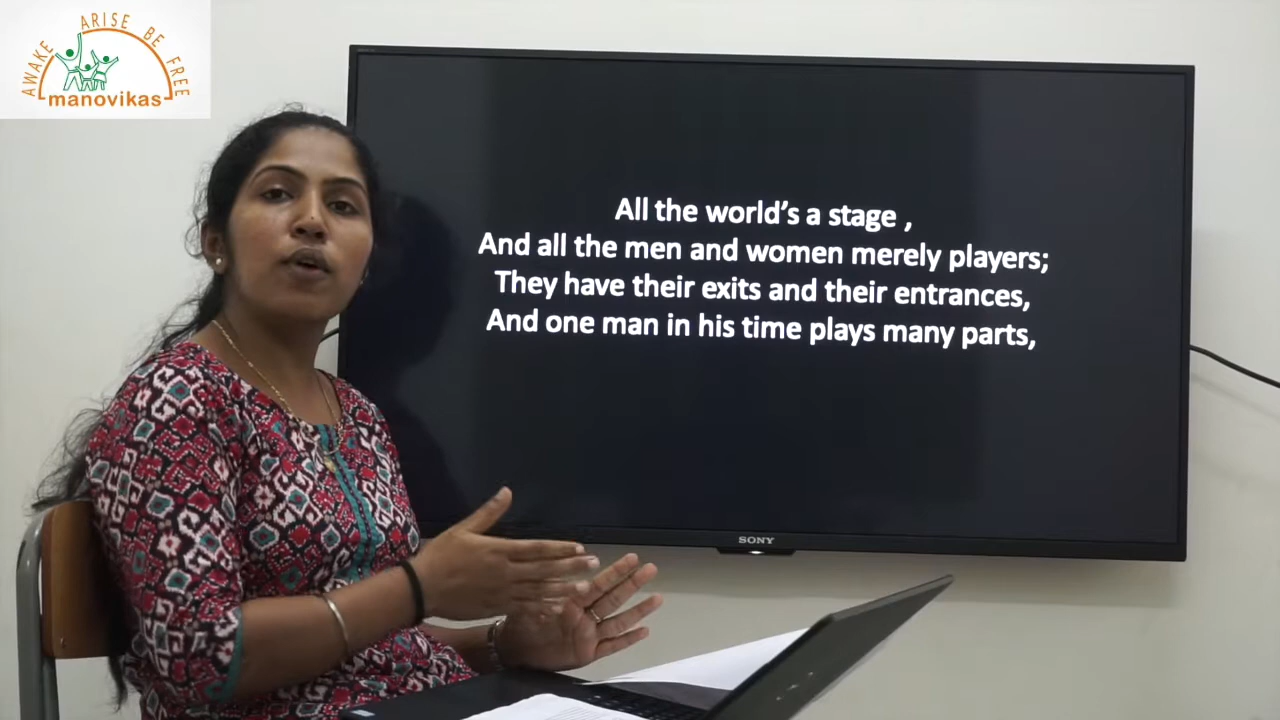 AWAKE ARISE BE FREE
manovikas
All the world's a stage ,
And all the men and women merely players;
They have their exits and their entrances,
And one man in his time plays many parts,
SONY